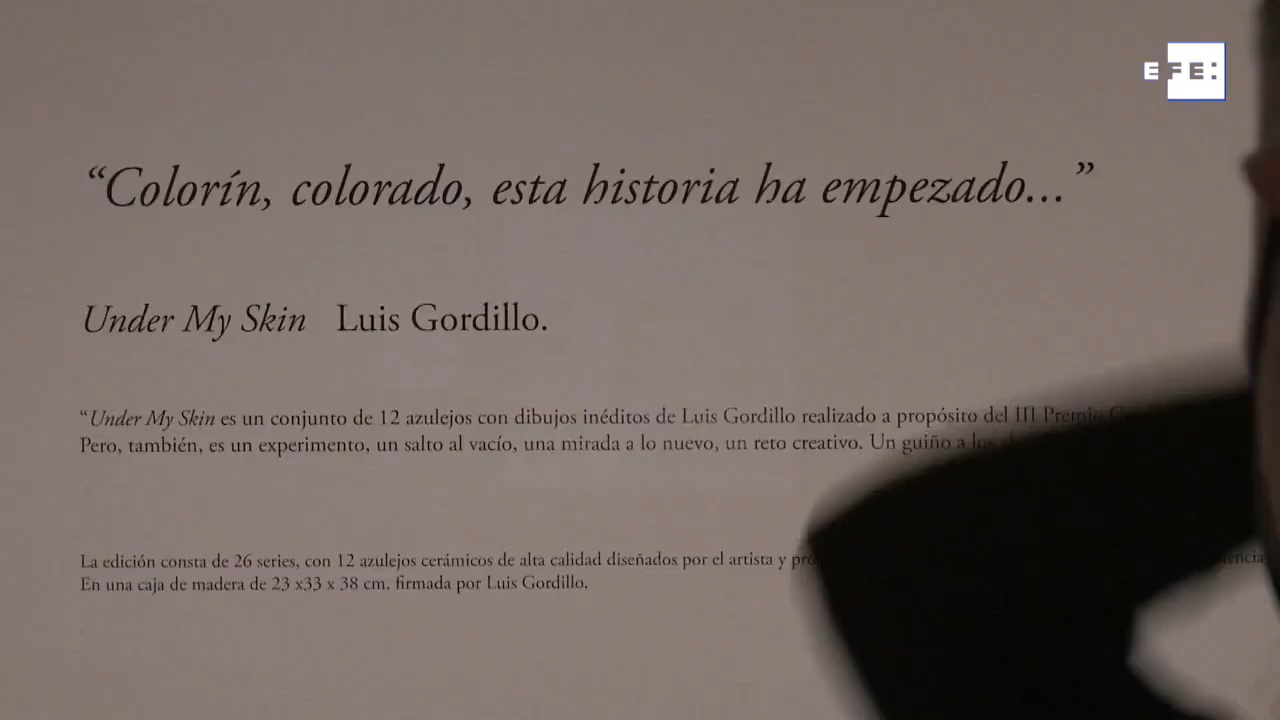 EFE:
“Colorín, colorado, esta historia ha empezado...”
Under My Skin Luis Gordillo.
“Under My Skin es un conjunto de 12 azulejos con dibujos inéditos de Luis Gordillo realizado a propósito del III Premio
Pero, también, es un experimento, un salto al vacío, una mirada a lo nuevo, un reto creativo. Un guiño a los
La edición consta de 26 series, con 12 azulejos cerámicos de alta calidad diseñados por el artista y
En una caja de madera de 23 x33 x 38 cm. firmada por Luis Gordillo.